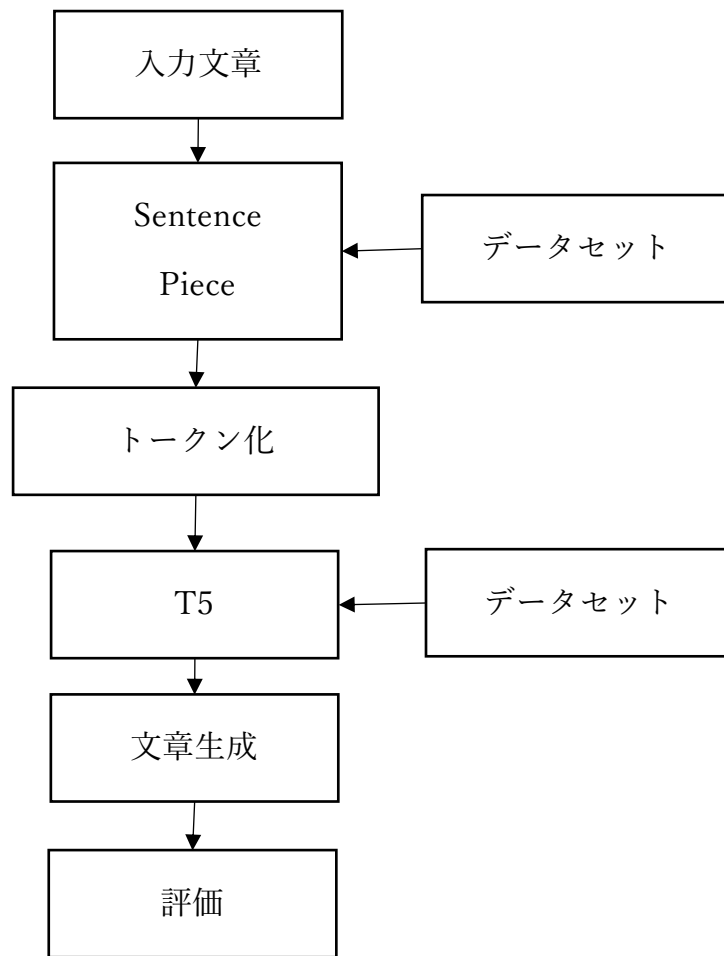 入力文章
Sentence
Piece
データセット
トークン化
T5
データセット
文章生成
評価